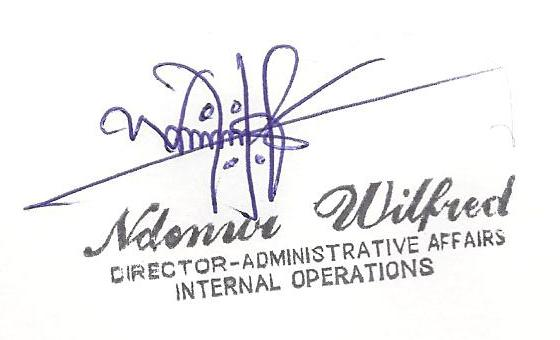 Ndonwi Wilfred
DIRECTOR-ADMINISTRATIVE AFFAIRS
INTERNAL OPERATIONS